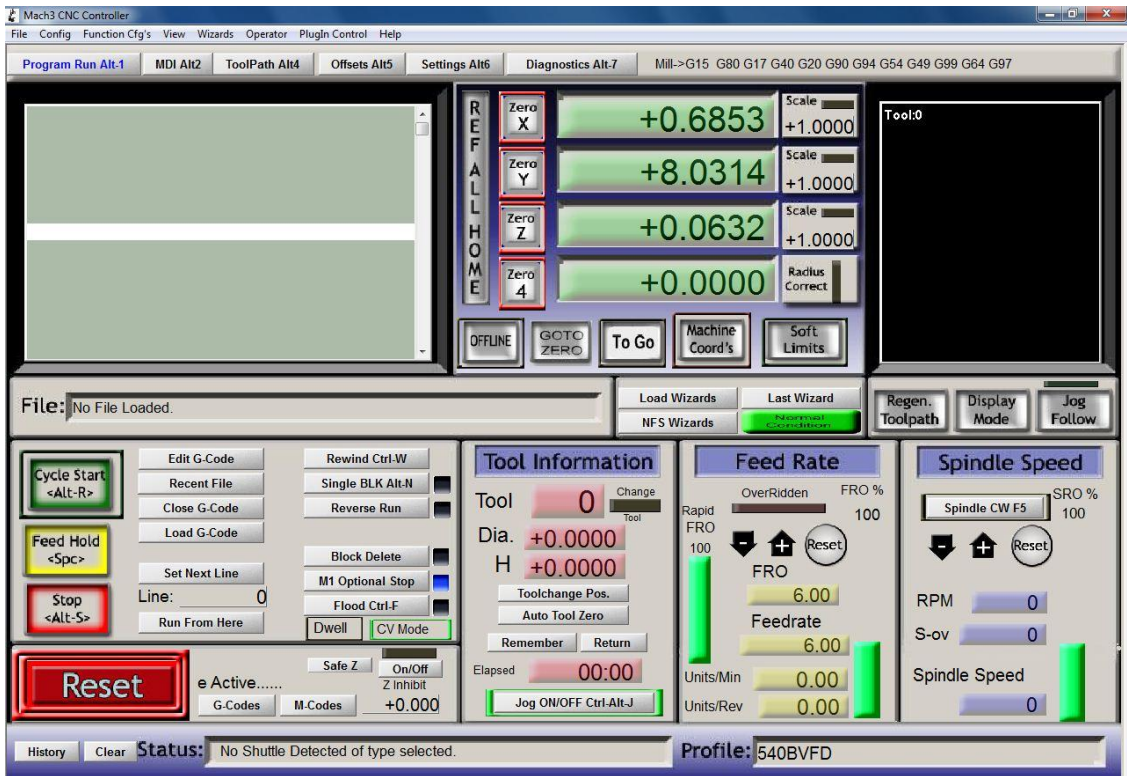 Mach3 CNC Controller
File Config Function Cfg's View Wizards Operator PlugIn Control Help
Program Run Alt-1 MDI Alt2 ToolPath Alt4 Offsets Alt5 Settings Alt6 Diagnostics Alt-7 Mill->G15 G80 G17 G40 G20 G90 G94 G54 G49 G99 G64 G97
REF ALL HOME
Zero X +0.6853 Scale +1.0000
Zero Y +8.0314 Scale +1.0000
Zero Z +0.0632 Scale +1.0000
Zero 4 +0.0000 Radius Correct
OFFLINE GOTO ZERO To Go Machine Coord's Soft Limits
Tool:0
File: No File Loaded.
Load Wizards Last Wizard
NFS Wizards Normal Condition
Regen. Toolpath Display Mode Jog Follow
Cycle Start <Alt-R>
Feed Hold <Spc>
Stop <Alt-S>
Edit G-Code
Recent File
Close G-Code
Load G-Code
Set Next Line
Line: 0
Run From Here
Rewind Ctrl-W
Single BLK Alt-N
Reverse Run
Block Delete
M1 Optional Stop
Flood Ctrl-F
Dwell CV Mode
Reset
e Active......
G-Codes M-Codes
Safe Z On/Off
Z Inhibit
+0.000
Tool Information
Tool 0 Change Tool
Dia. +0.0000
H +0.0000
Toolchange Pos.
Auto Tool Zero
Remember Return
Elapsed 00:00
Jog ON/OFF Ctrl-Alt-J
Feed Rate
OverRidden FRO %
100
Rapid FRO
100
Reset
FRO
6.00
Feedrate
6.00
Units/Min 0.00
Units/Rev 0.00
Spindle Speed
Spindle CW F5 SRO %
100
Reset
RPM 0
S-ov 0
Spindle Speed
0
History Clear Status: No Shuttle Detected of type selected. Profile: 540BVFD